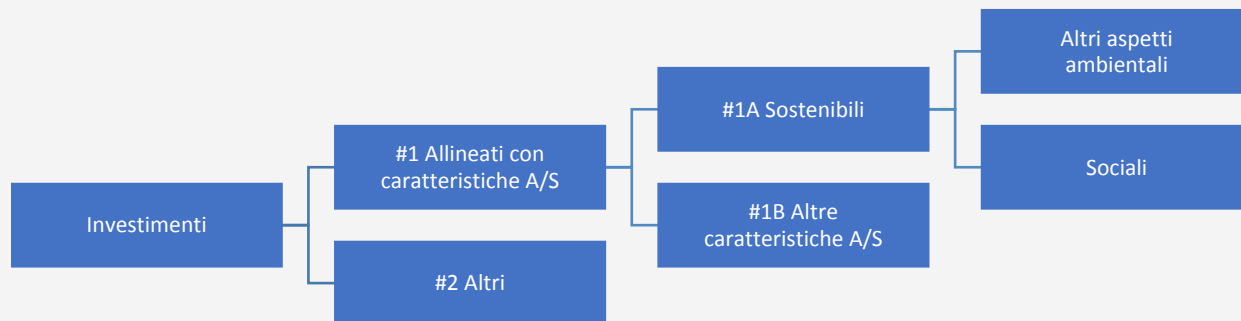 Investimenti
#1 Allineati con
caratteristiche A/S
#2 Altri
#1A Sostenibili
#1B Altre
caratteristiche A/S
Altri aspetti
ambientali
Sociali